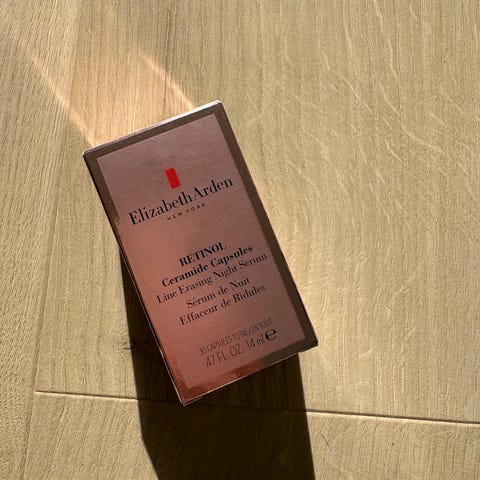 Elizabeth Arden
NEW YORK
RETINOL
Ceramide Capsules
Line Erasing Night Serum
Sérum de Nuit
Effaceur de Ridules
30 CAPSULES TOTAL/EN TOUT
.47 FL. OZ. 14 ml ℮